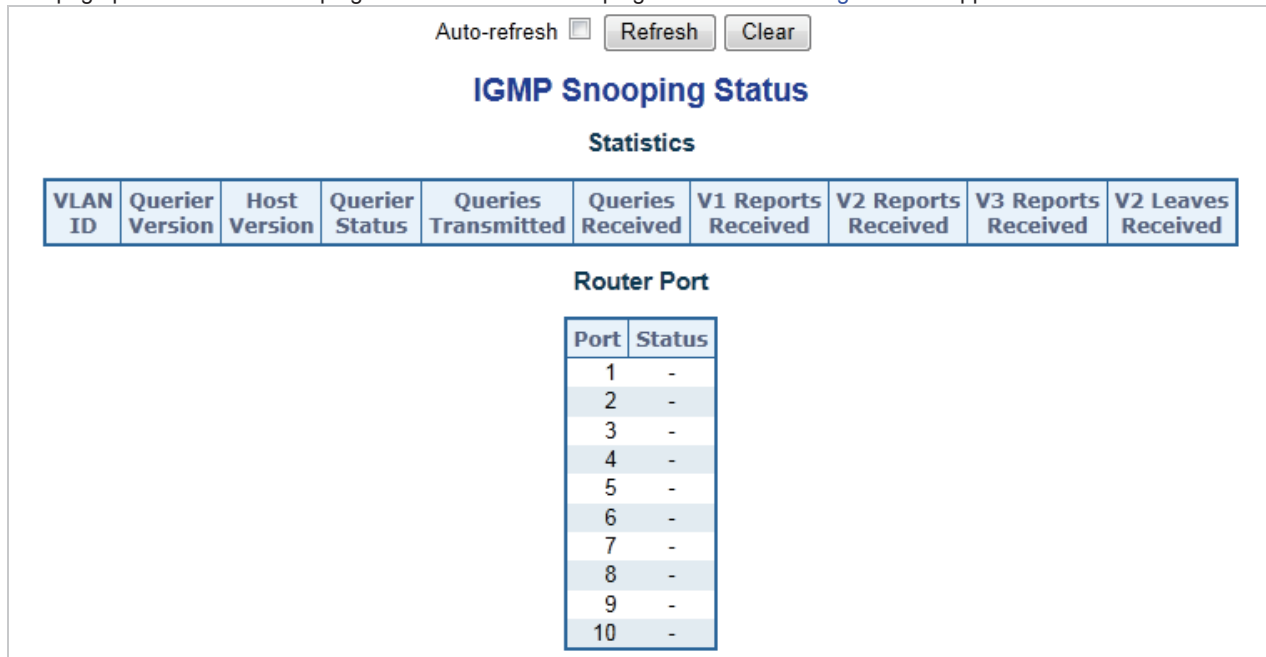 Auto-refresh Refresh Clear
IGMP Snooping Status
Statistics
VLAN ID Querier Version Host Version Querier Status Queries Transmitted Queries Received V1 Reports Received V2 Reports Received V3 Reports Received V2 Leaves Received
Router Port
Port Status
1 -
2 -
3 -
4 -
5 -
6 -
7 -
8 -
9 -
10 -